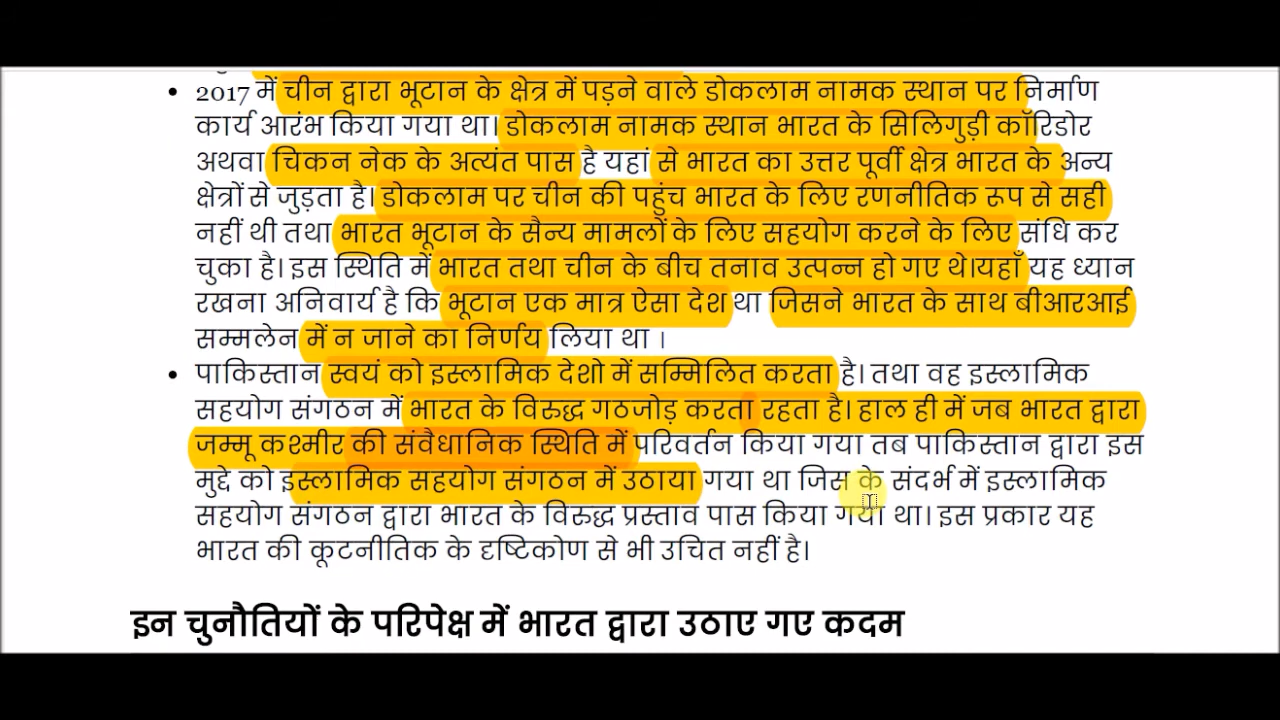 2017 में चीन द्वारा भूटान के क्षेत्र में पड़ने वाले डोकलाम नामक स्थान पर निर्माण
कार्य आरंभ किया गया था। डोकलाम नामक स्थान भारत के सिलिगुड़ी कॉरिडोर
अथवा चिकन नेक के अत्यंत पास है यहां से भारत का उत्तर पूर्वी क्षेत्र भारत के अन्य
क्षेत्रों से जुड़ता है। डोकलाम पर चीन की पहुंच भारत के लिए रणनीतिक रूप से सही
नहीं थी तथा भारत भूटान के सैन्य मामलों के लिए सहयोग करने के लिए संधि कर
चुका है। इस स्थिति में भारत तथा चीन के बीच तनाव उत्पन्न हो गए थे।यहाँ यह ध्यान
रखना अनिवार्य है कि भूटान एक मात्र ऐसा देश था जिसने भारत के साथ बीआरआई
सम्मलेन में न जाने का निर्णय लिया था ।
पाकिस्तान स्वयं को इस्लामिक देशो में सम्मिलित करता है। तथा वह इस्लामिक
सहयोग संगठन में भारत के विरुद्ध गठजोड़ करता रहता है। हाल ही में जब भारत द्वारा
जम्मू कश्मीर की संवैधानिक स्थिति में परिवर्तन किया गया तब पाकिस्तान द्वारा इस
मुद्दे को इस्लामिक सहयोग संगठन में उठाया गया था जिस के संदर्भ में इस्लामिक
सहयोग संगठन द्वारा भारत के विरुद्ध प्रस्ताव पास किया गया था। इस प्रकार यह
भारत की कूटनीतिक के दृष्टिकोण से भी उचित नहीं है।
इन चुनौतियों के परिपेक्ष में भारत द्वारा उठाए गए कदम